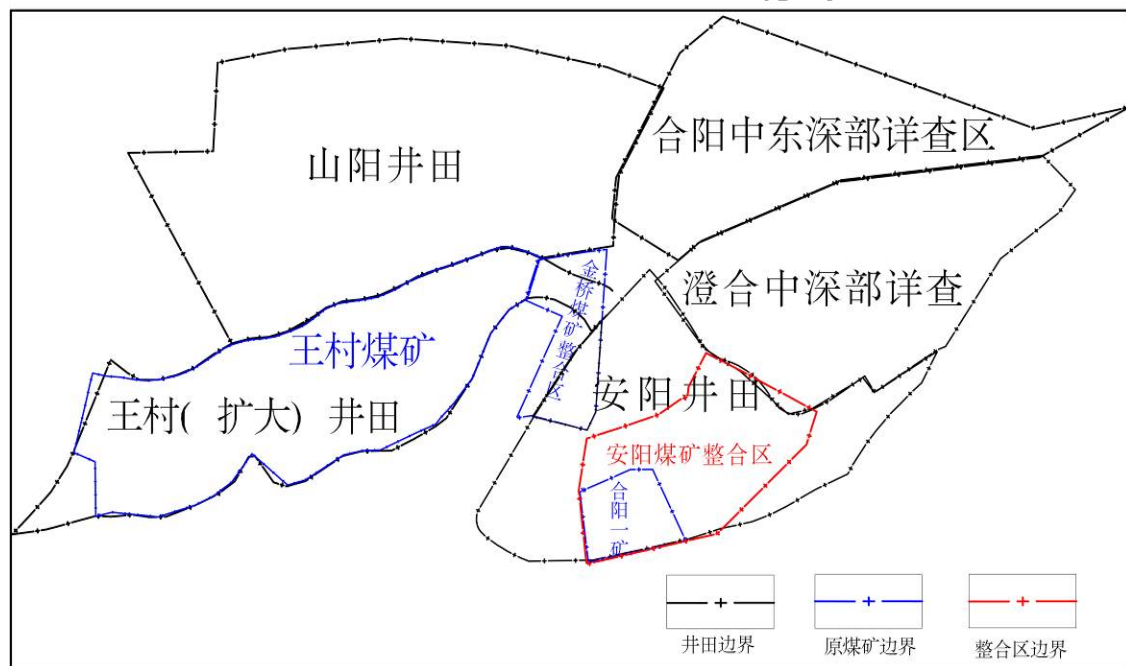 合阳中东深部详查区
山阳井田
金桥煤矿整合区
澄合中深部详查
王村煤矿
安阳井田
王村(扩大)井田
安阳煤矿整合区
合阳一矿
井田边界
原煤矿边界
整合区边界